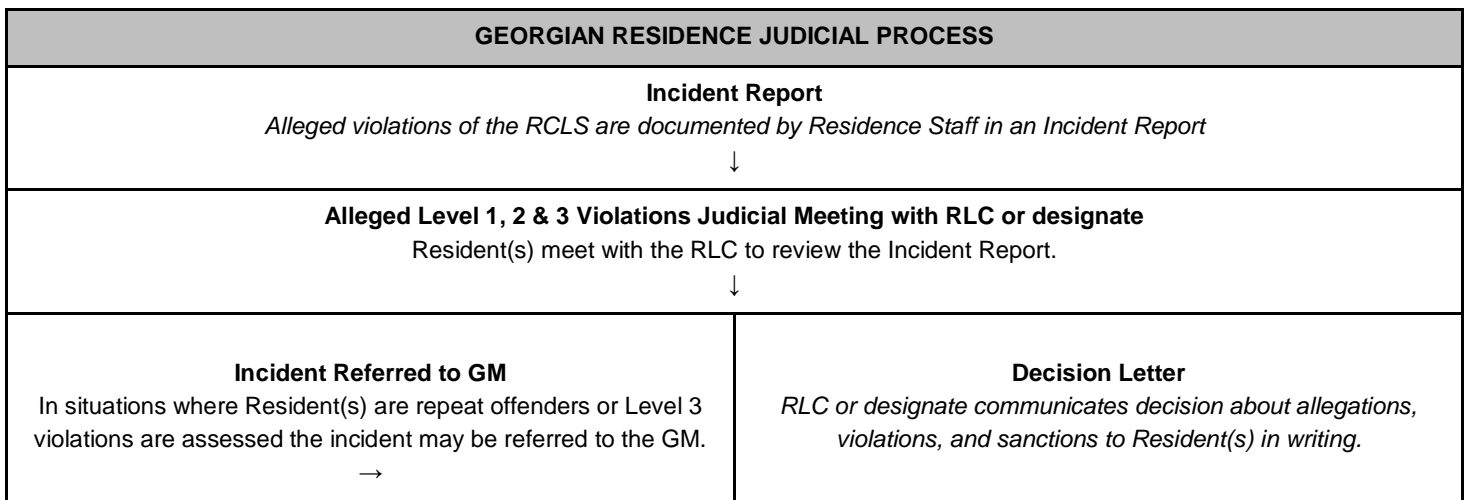 GEORGIAN RESIDENCE JUDICIAL PROCESS
Incident Report
Alleged violations of the RCLS are documented by Residence Staff in an Incident Report
↓
Alleged Level 1, 2 & 3 Violations Judicial Meeting with RLC or designate
Resident(s) meet with the RLC to review the Incident Report.
↓
Incident Referred to GM
In situations where Resident(s) are repeat offenders or Level 3
violations are assessed the incident may be referred to the GM.
→
Decision Letter
RLC or designate communicates decision about allegations,
violations, and sanctions to Resident(s) in writing.